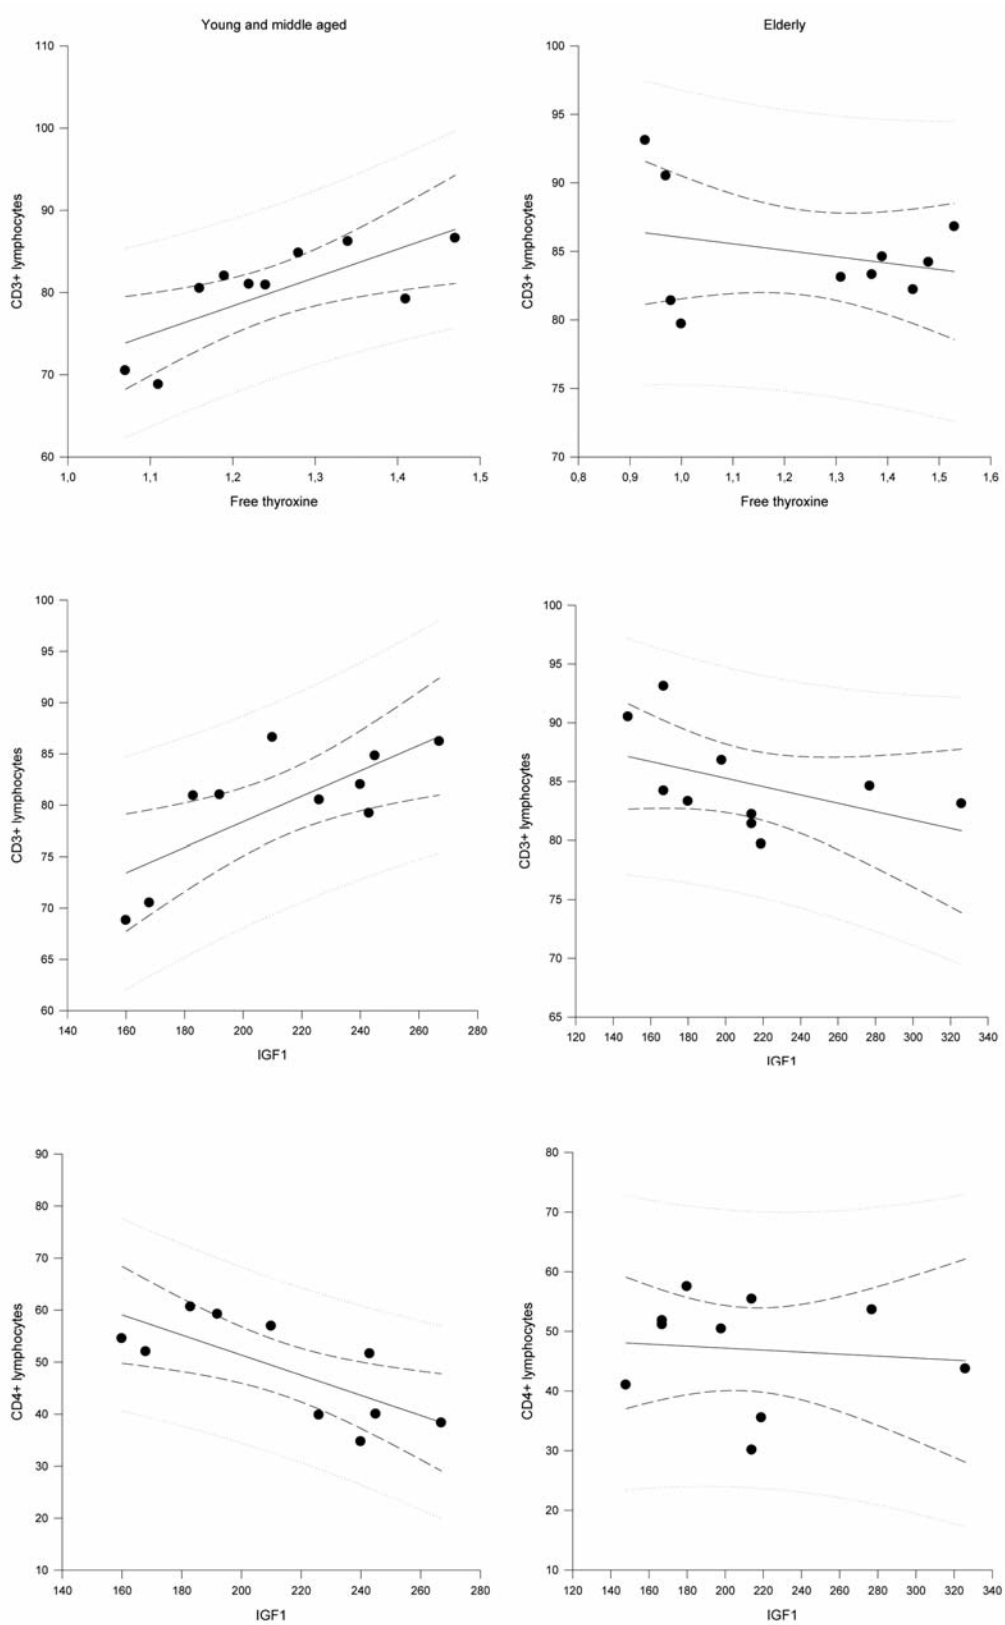 Young and middle aged
110
100
90
80
70
60
CD3+ lymphocytes
1,0 1,1 1,2 1,3 1,4 1,5
Free thyroxine
Elderly
100
95
90
85
80
75
70
CD3+ lymphocytes
0,8 0,9 1,0 1,1 1,2 1,3 1,4 1,5 1,6
Free thyroxine
100
95
90
85
80
75
70
65
60
CD3+ lymphocytes
140 160 180 200 220 240 260 280
IGF1
100
95
90
85
80
75
70
65
CD3+ lymphocytes
120 140 160 180 200 220 240 260 280 300 320 340
IGF1
90
80
70
60
50
40
30
20
10
CD4+ lymphocytes
140 160 180 200 220 240 260 280
IGF1
80
70
60
50
40
30
20
10
CD4+ lymphocytes
120 140 160 180 200 220 240 260 280 300 320 340
IGF1